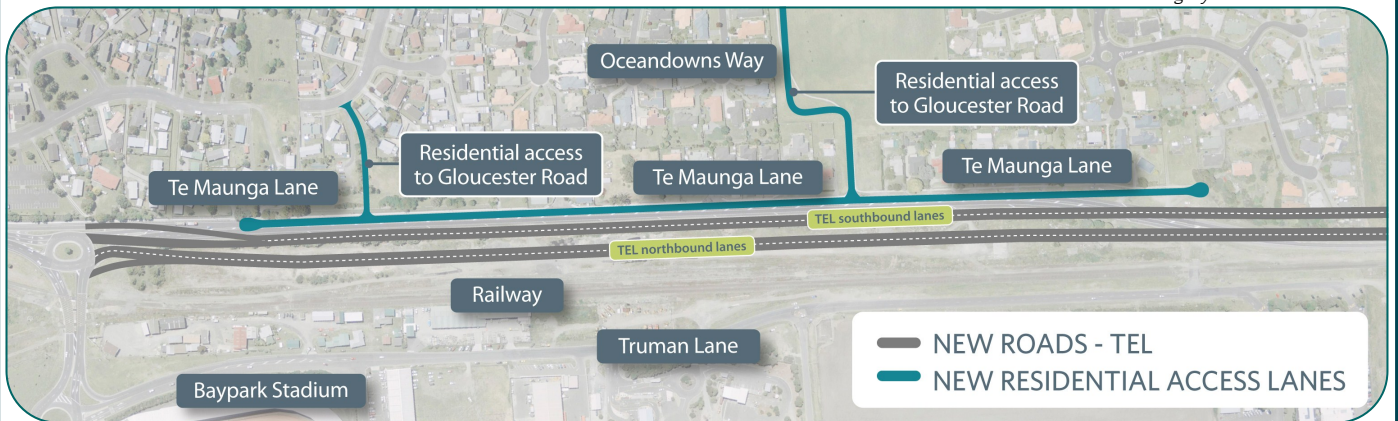 Oceandowns Way
Residential access
to Gloucester Road
Residential access
to Gloucester Road
Te Maunga Lane
Te Maunga Lane
Te Maunga Lane
TEL southbound lanes
TEL northbound lanes
Railway
Truman Lane
Baypark Stadium
NEW ROADS - TEL
NEW RESIDENTIAL ACCESS LANES